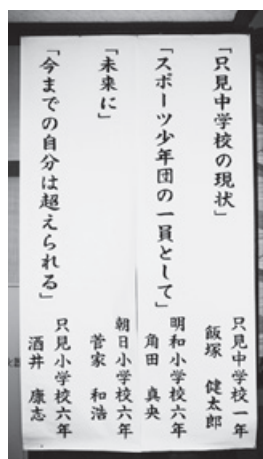 「只見中学校の現状」
只見中学校一年
飯塚 健太郎
「スポーツ少年団の一員として」
明和小学校六年
角田 真央
「未来に」
朝日小学校六年
菅家 和浩
「今までの自分は超えられる」
只見小学校六年
酒井 康志